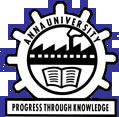 ANNA UNIVERSITY
PROGRESS THROUGH KNOWLEDGE